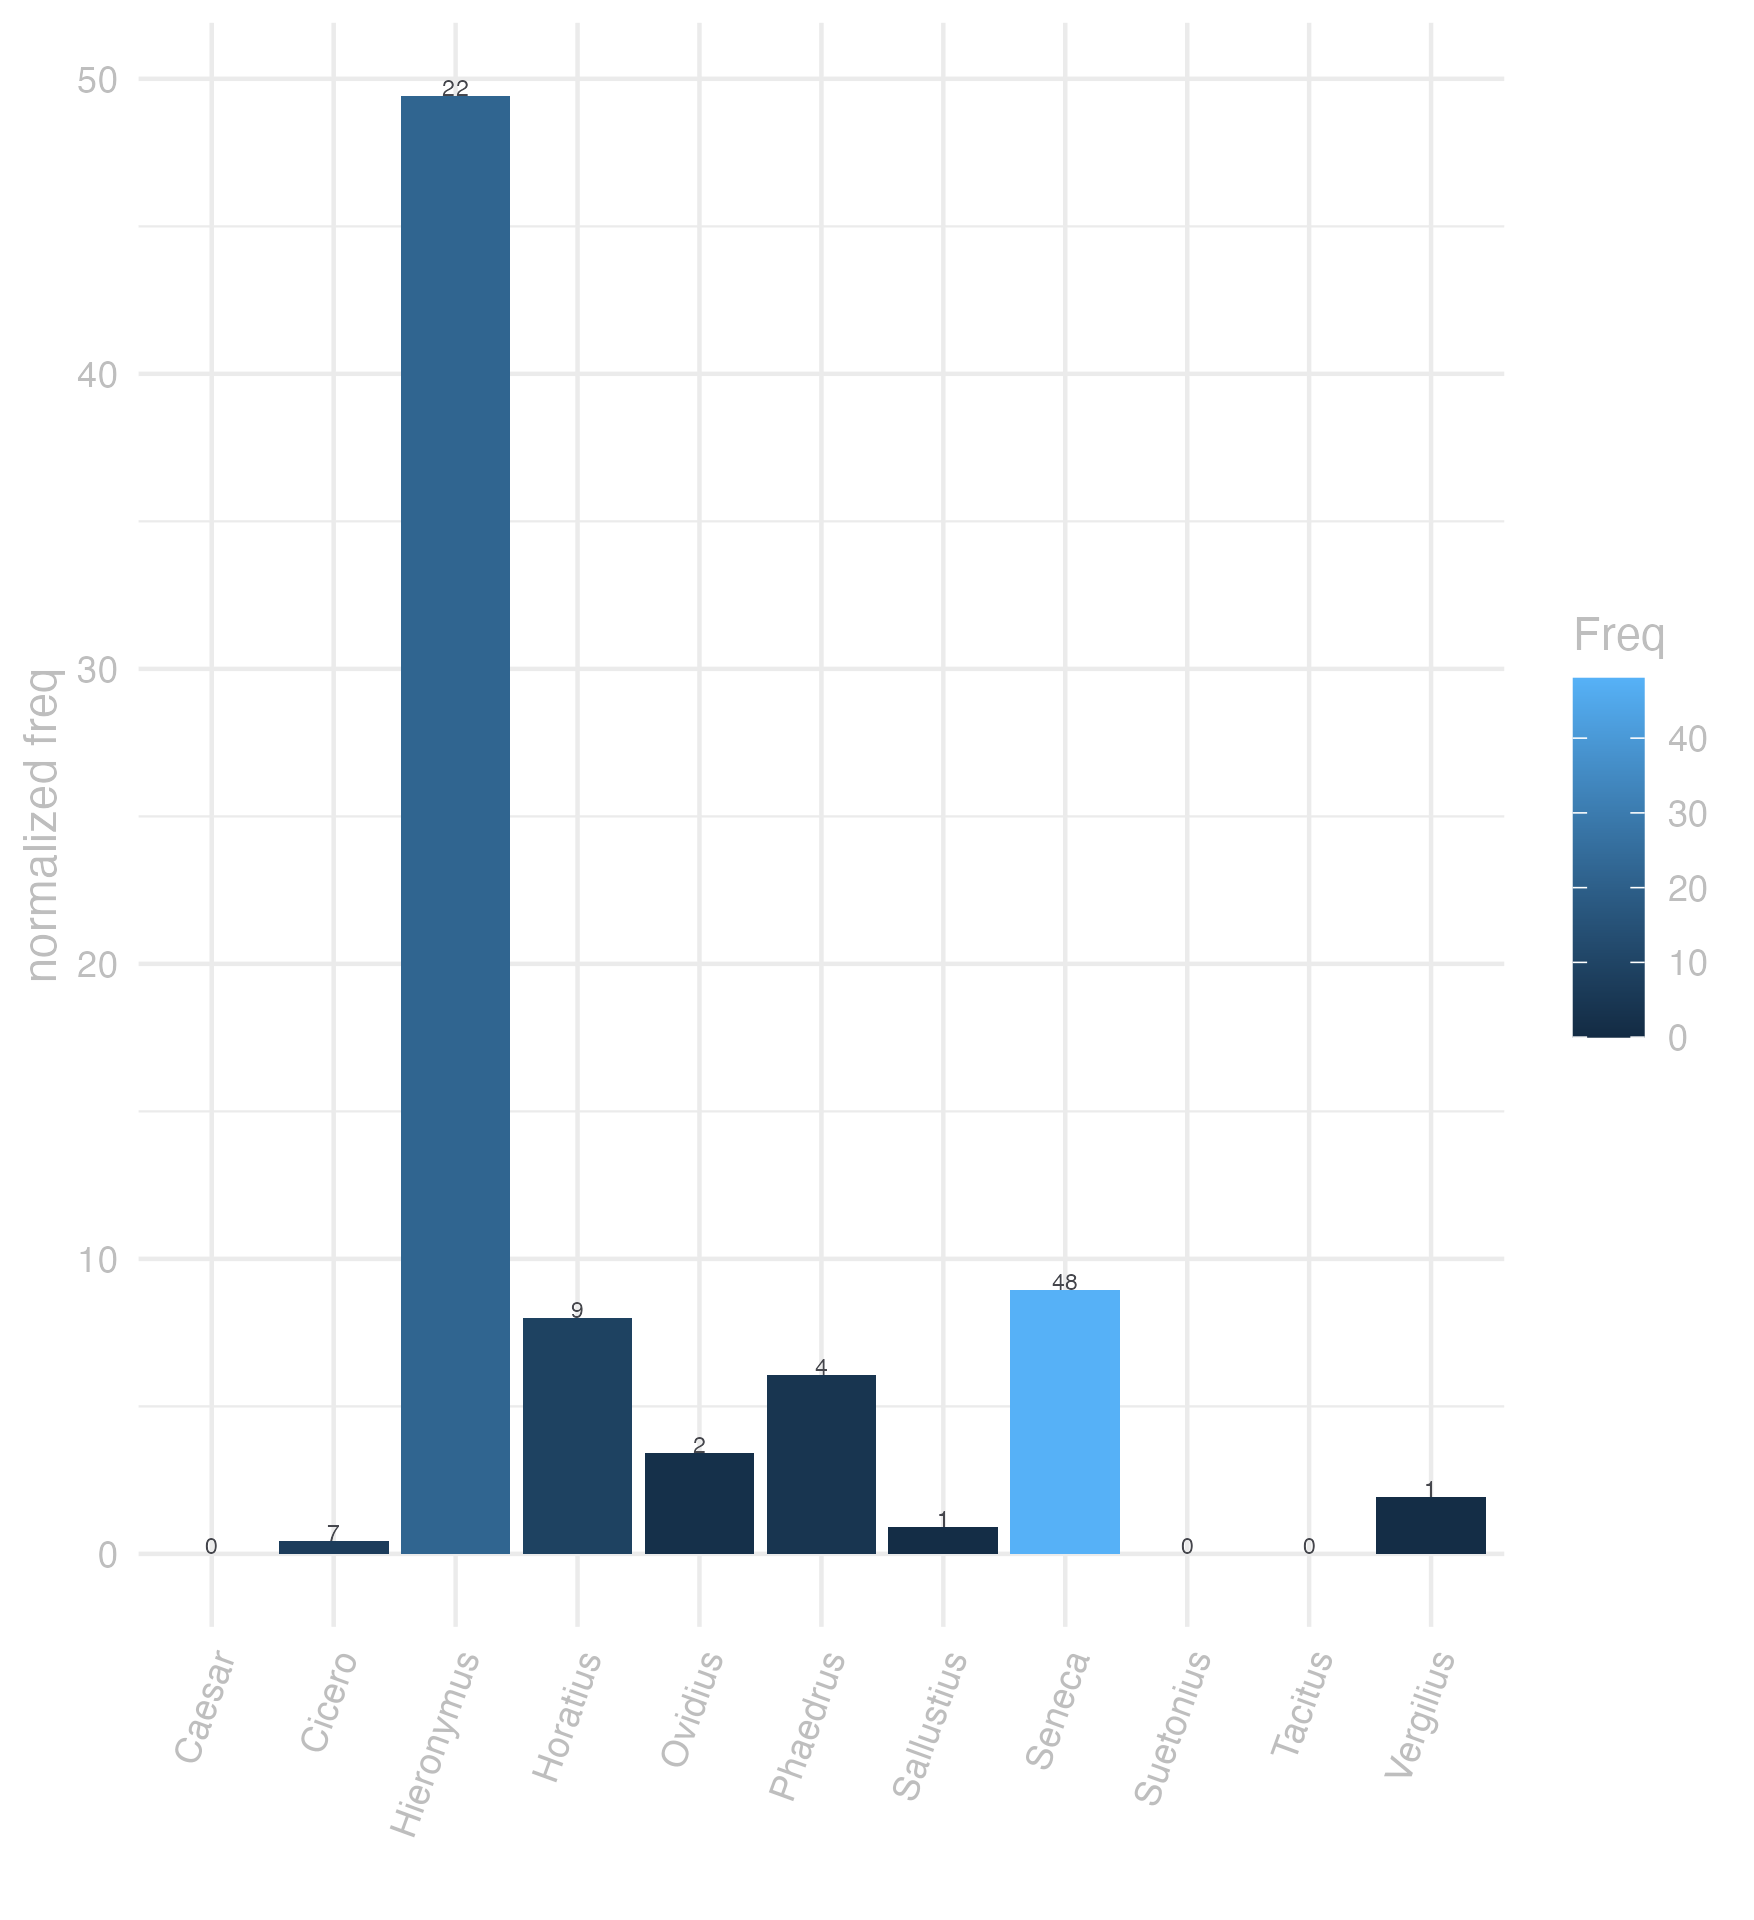 50
40
30
20
10
0
normalized freq
22
9
2
4
48
1
1
0
7
0
0
Caesar
Cicero
Hieronymus
Horatius
Ovidius
Phaedrus
Sallustius
Seneca
Suetonius
Tacitus
Vergilius
Freq
40
30
20
10
0